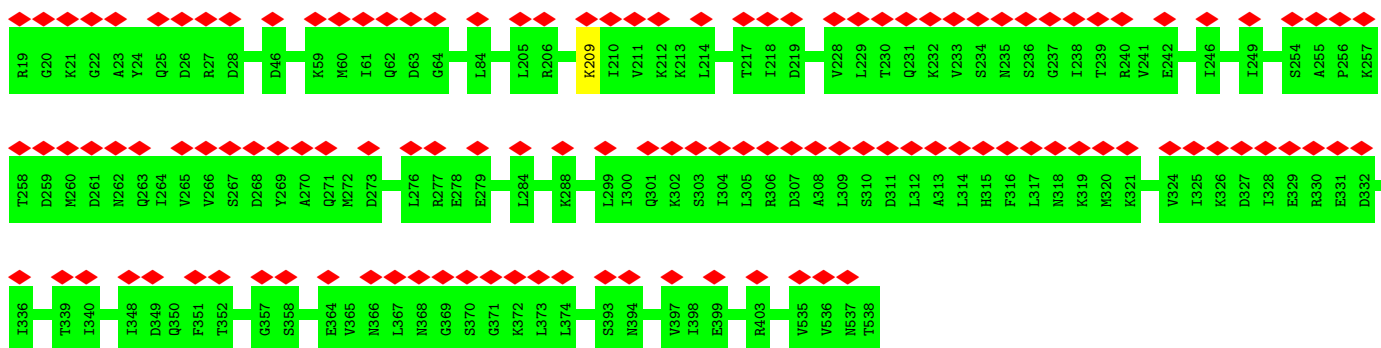 R19 G20 K21 G22 A23 Y24 Q25 D26 R27 D28 D46 K59 M60 I61 Q62 D63 G64 L84 L205 R206 K209 I210 V211 K212 K213 L214 T217 I218 D219 V228 L229 T230 Q231 K232 V233 S234 N235 S236 G237 I238 T239 R240 V241 E242 I246 I249 S254 A255 P256 K257
T258 D259 M260 D261 N262 Q263 I264 V265 V266 S267 D268 Y269 A270 Q271 M272 D273 L276 R277 E278 E279 L284 K288 L299 I300 Q301 K302 S303 I304 L305 R306 D307 A308 L309 S310 D311 L312 A313 L314 H315 F316 L317 N318 K319 M320 K321 V324 I325 K326 D327 I328 E329 R330 E331 D332
I336 T339 I340 I348 D349 Q350 F351 T352 G357 S358 E364 V365 N366 L367 N368 G369 S370 G371 K372 L373 L374 S393 N394 V397 I398 E399 R403 V535 V536 N537 T538